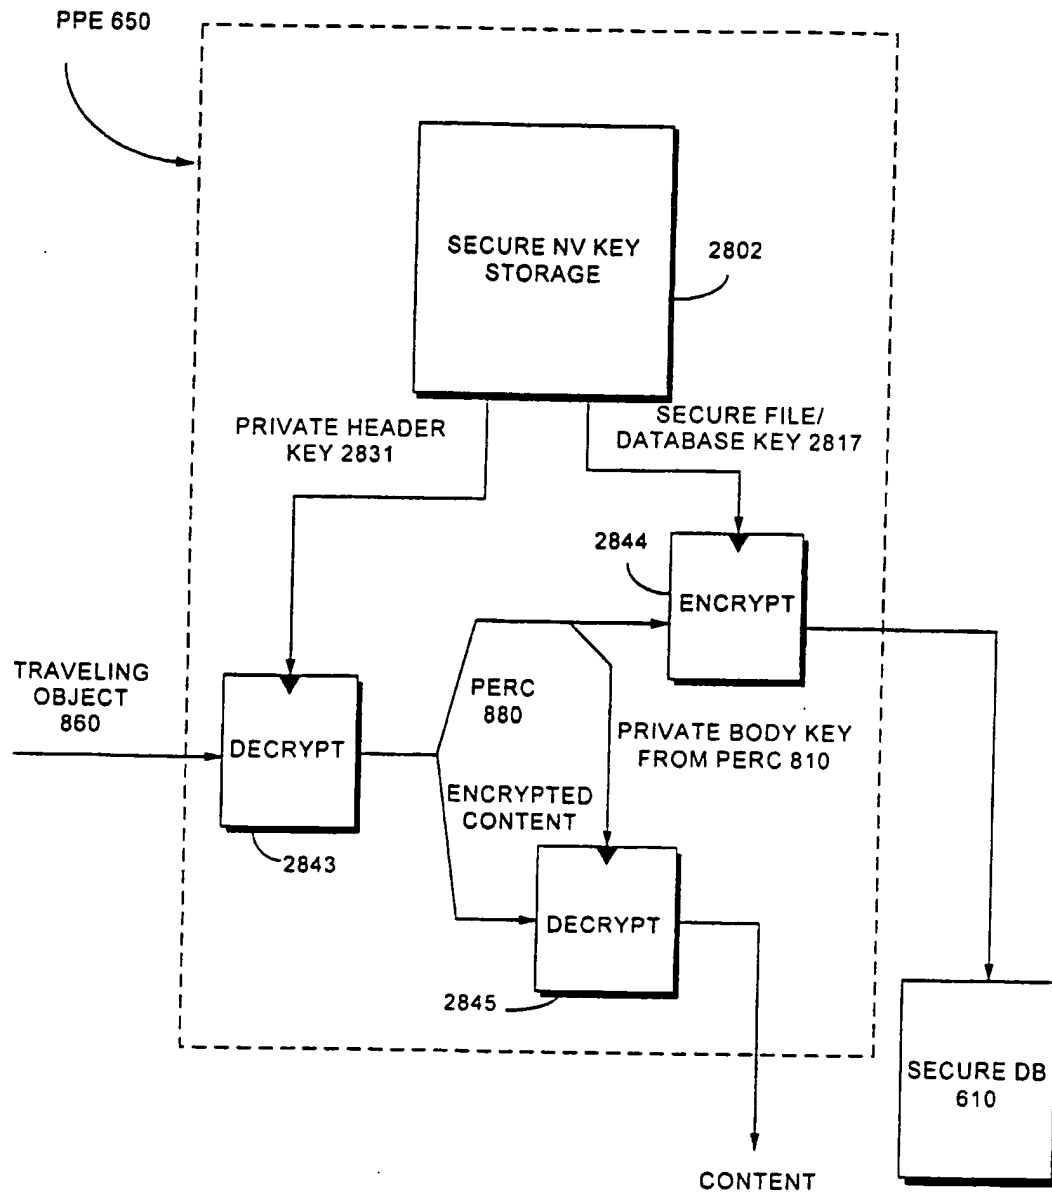 PPE 650
SECURE NV KEY
STORAGE
2802
PRIVATE HEADER
KEY 2831
SECURE FILE/
DATABASE KEY 2817
2844
ENCRYPT
TRAVELING
OBJECT
860
DECRYPT
2843
PERC
880
PRIVATE BODY KEY
FROM PERC 810
ENCRYPTED
CONTENT
DECRYPT
2845
SECURE DB
610
CONTENT